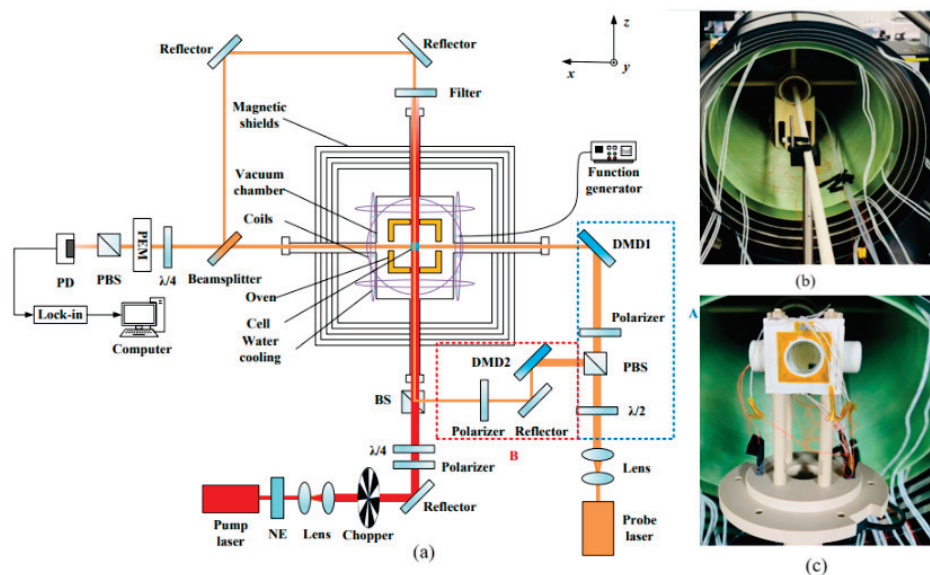 Reflector
Reflector
z
x
y
Filter
Magnetic
shields
Vacuum
chamber
Function
generator
Coils
DMD1
PD
PBS
PEM
λ/4
Beamsplitter
Oven
Polarizer
A
Lock-in
Computer
Cell
Water
cooling
DMD2
PBS
BS
Polarizer
Reflector
λ/2
B
λ/4
Polarizer
Lens
Pump
laser
NE
Lens
Chopper
Reflector
Probe
laser
(a)
(b)
(c)